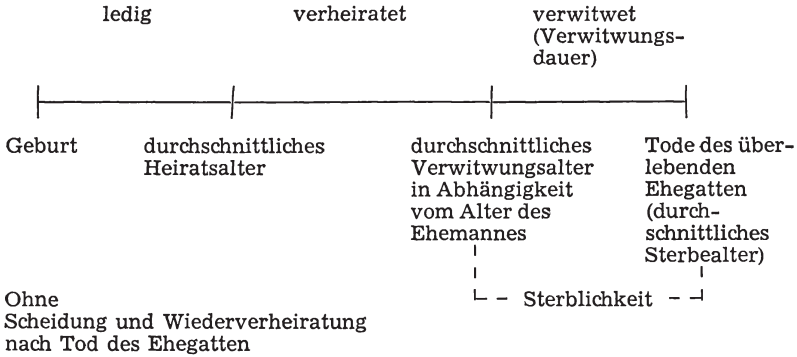 ledig
verheiratet
verwitwet
(Verwitwungs-
dauer)
Geburt
durchschnittliches
Heiratsalter
durchschnittliches
Verwitwungsalter
in Abhängigkeit
vom Alter des
Ehemannes
Tode des über-
lebenden
Ehegatten
(durch-
schnittliches
Sterbealter)
Sterblichkeit
Ohne
Scheidung und Wiederverheiratung
nach Tod des Ehegatten